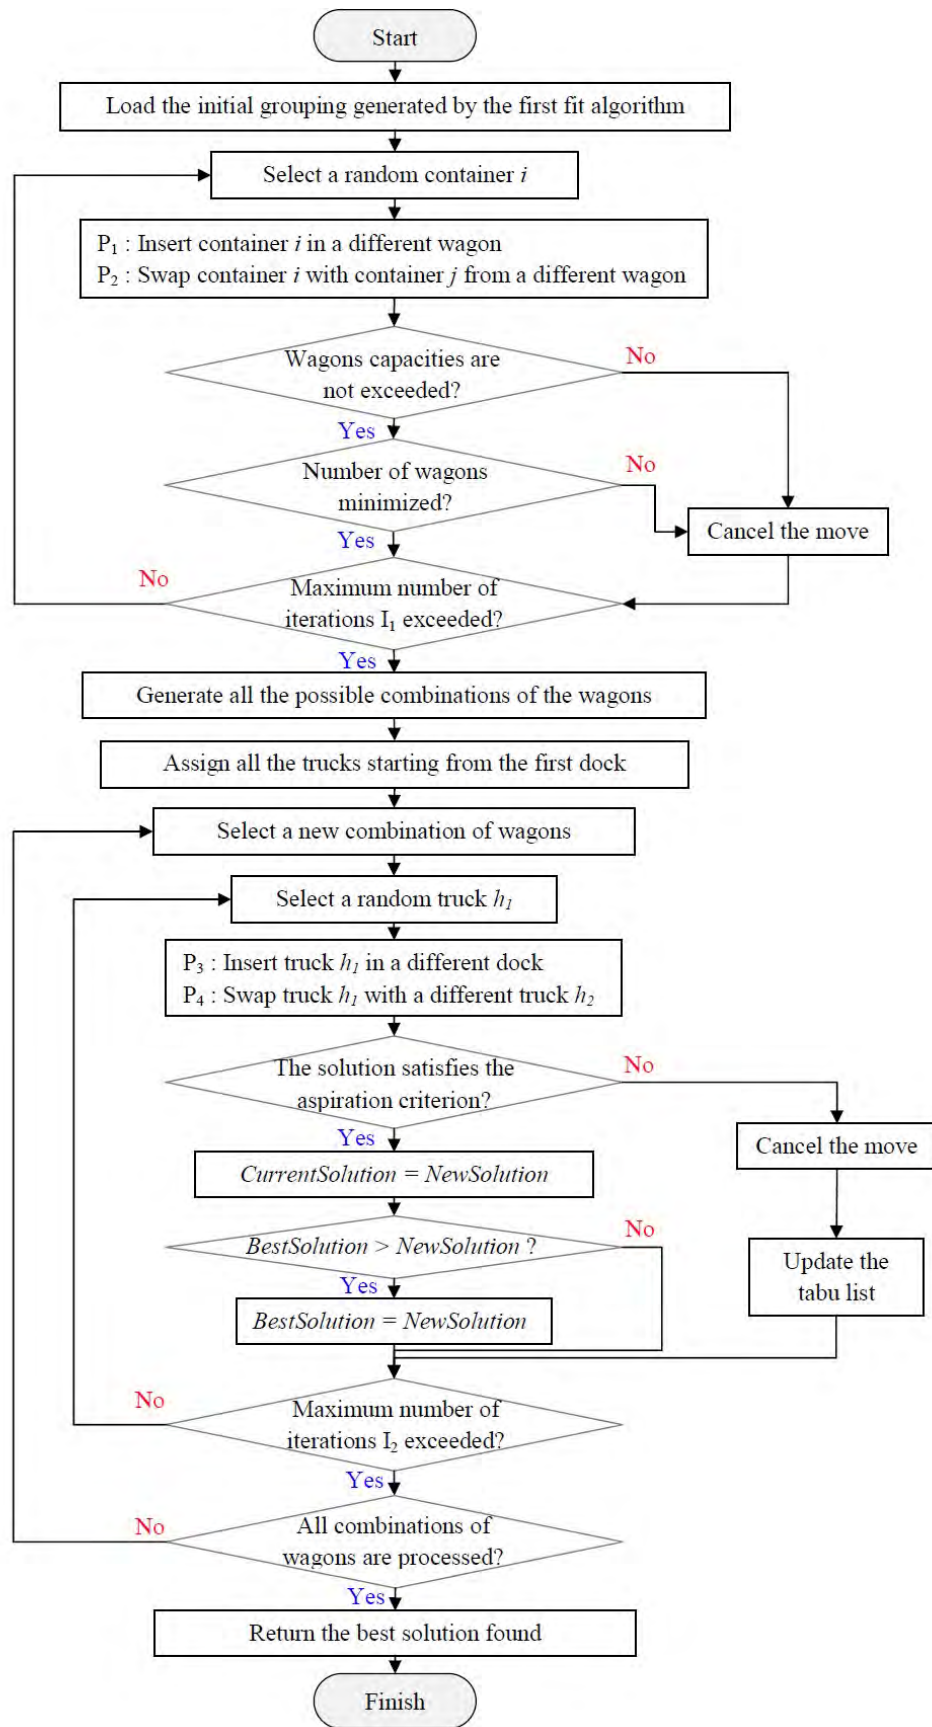 Start
Load the initial grouping generated by the first fit algorithm
Select a random container i
P₁ : Insert container i in a different wagon
P₂ : Swap container i with container j from a different wagon
Wagons capacities are
not exceeded?
No
Yes
Number of wagons
minimized?
No
Cancel the move
Yes
Maximum number of
iterations I₁ exceeded?
No
Yes
Generate all the possible combinations of the wagons
Assign all the trucks starting from the first dock
Select a new combination of wagons
Select a random truck h₁
P₃ : Insert truck h₁ in a different dock
P₄ : Swap truck h₁ with a different truck h₂
The solution satisfies the
aspiration criterion?
No
Yes
Cancel the move
CurrentSolution = NewSolution
BestSolution > NewSolution ?
No
Update the
tabu list
Yes
BestSolution = NewSolution
No
Maximum number of
iterations I₂ exceeded?
Yes
All combinations of
wagons are processed?
No
Yes
Return the best solution found
Finish